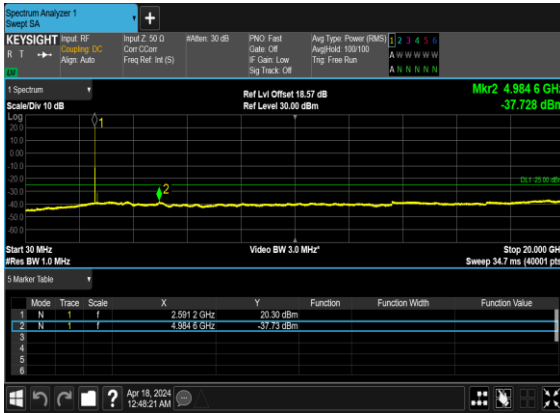 Spectrum Analyzer 1
Swept SA
+
KEYSIGHT
R T
Input: RF
Coupling: DC
Align: Auto
Input Z: 50 Ω
Corr CCorr
Freq Ref: Int (S)
#Atten: 30 dB
PNO: Fast
Gate: Off
IF Gain: Low
Sig Track: Off
Avg Type: Power (RMS)
Avg|Hold: 100/100
Trig: Free Run
1 2 3 4 5 6
A W W W W W
A N N N N N
1 Spectrum
Scale/Div 10 dB
Ref Lvl Offset 18.57 dB
Ref Level 30.00 dBm
Mkr2 4.984 6 GHz
-37.728 dBm
Log
20.0
10.0
0.00
-10.0
-20.0
-30.0
-40.0
-50.0
-60.0
1
2
DL1 -25.00 dBm
Start 30 MHz
#Res BW 1.0 MHz
Video BW 3.0 MHz*
Stop 20.000 GHz
Sweep 34.7 ms (40001 pts)
5 Marker Table
Mode Trace Scale X Y Function Function Width Function Value
1 N 1 f 2.591 2 GHz 20.30 dBm
2 N 1 f 4.984 6 GHz -37.73 dBm
3
4
5
6
?
Apr 18, 2024
12:48:21 AM